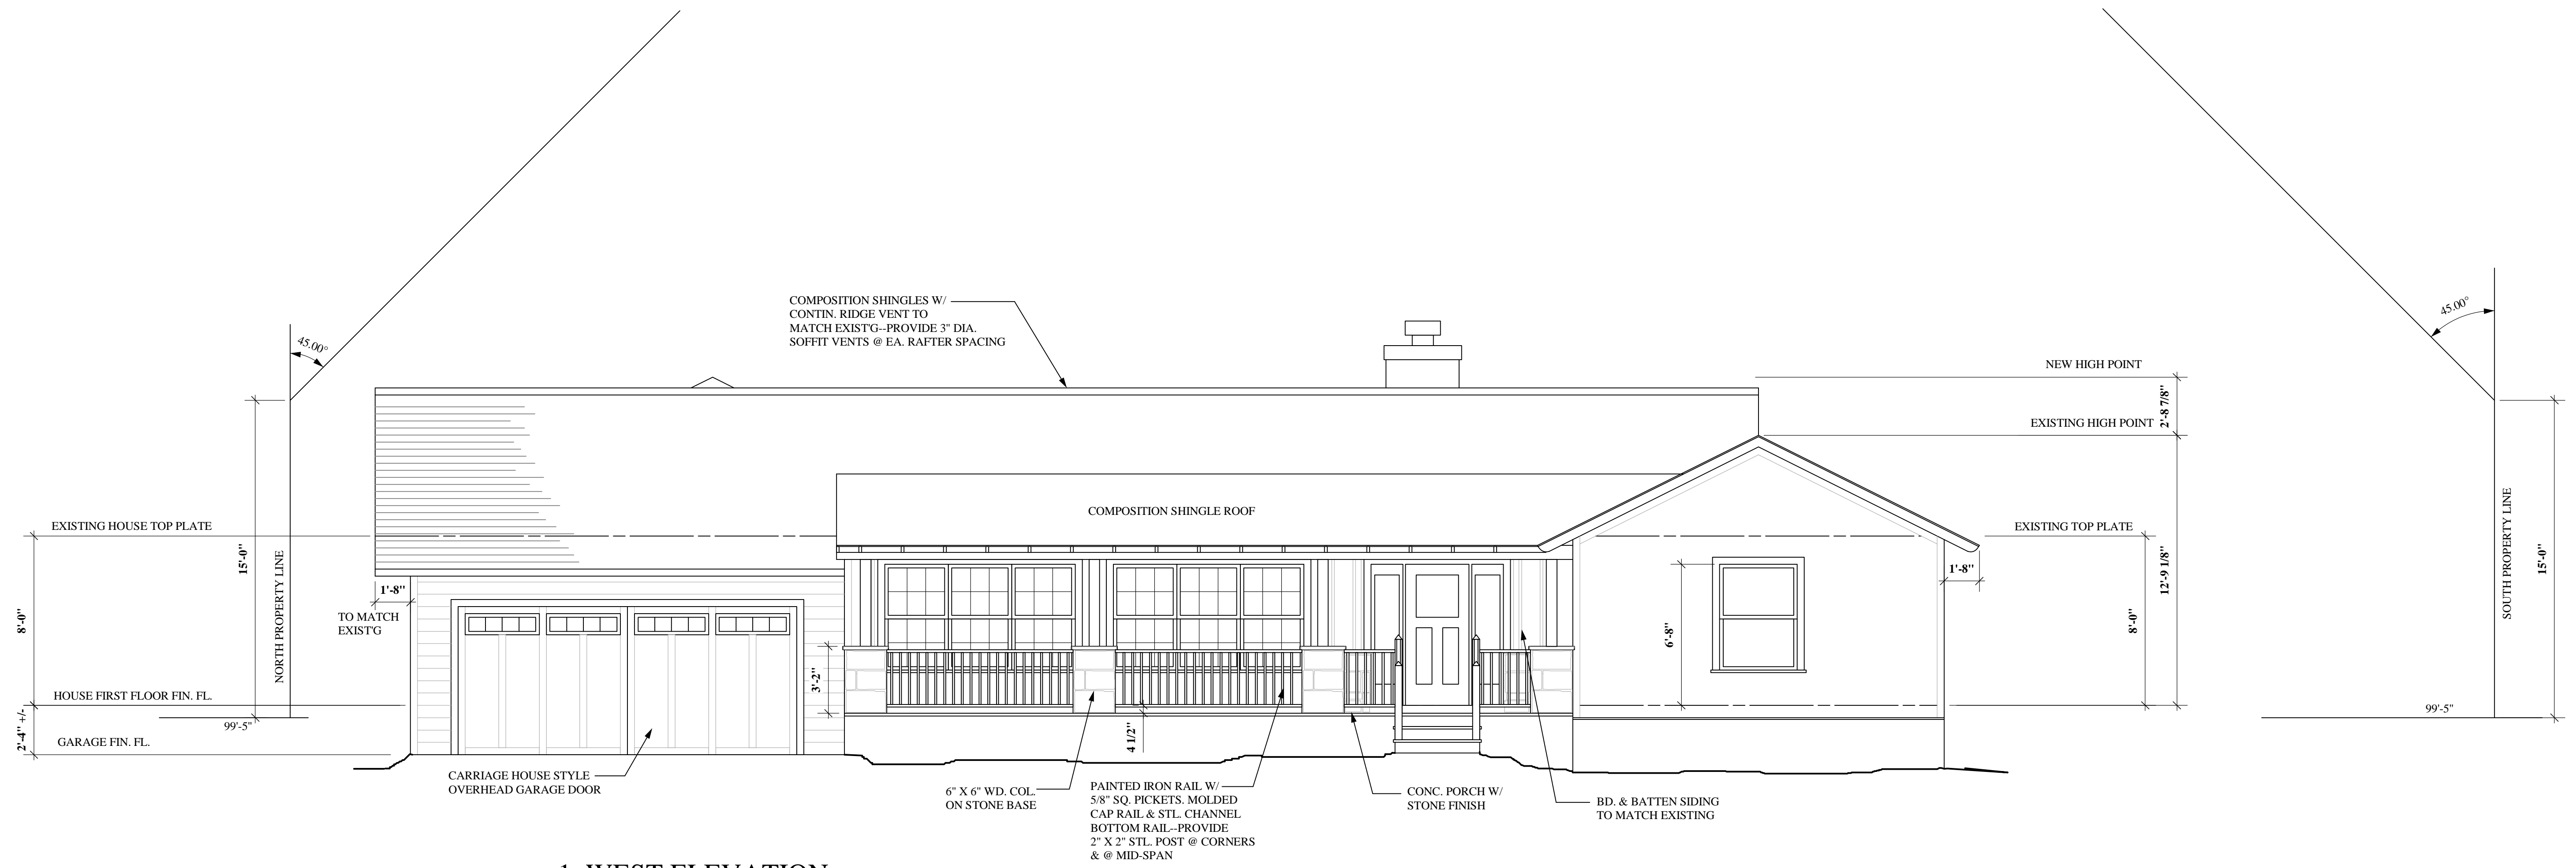 COMPOSITION SHINGLES W/
CONTIN. RIDGE VENT TO
MATCH EXIST'G--PROVIDE 3" DIA.
SOFFIT VENTS @ EA. RAFTER SPACING
45.00°
45.00°
NEW HIGH POINT
2'-8 7/8"
EXISTING HIGH POINT
COMPOSITION SHINGLE ROOF
EXISTING HOUSE TOP PLATE
EXISTING TOP PLATE
15'-0"
NORTH PROPERTY LINE
8'-0"
1'-8"
TO MATCH
EXIST'G
3'-2"
6'-8"
1'-8"
8'-0"
12'-9 1/8"
SOUTH PROPERTY LINE
15'-0"
HOUSE FIRST FLOOR FIN. FL.
99'-5"
99'-5"
2'-4" +/-
GARAGE FIN. FL.
4 1/2"
CARRIAGE HOUSE STYLE
OVERHEAD GARAGE DOOR
6" X 6" WD. COL.
ON STONE BASE
PAINTED IRON RAIL W/
5/8" SQ. PICKETS. MOLDED
CAP RAIL & STL. CHANNEL
BOTTOM RAIL--PROVIDE
2" X 2" STL. POST @ CORNERS
& @ MID-SPAN
CONC. PORCH W/
STONE FINISH
BD. & BATTEN SIDING
TO MATCH EXISTING
1 WEST ELEVATION